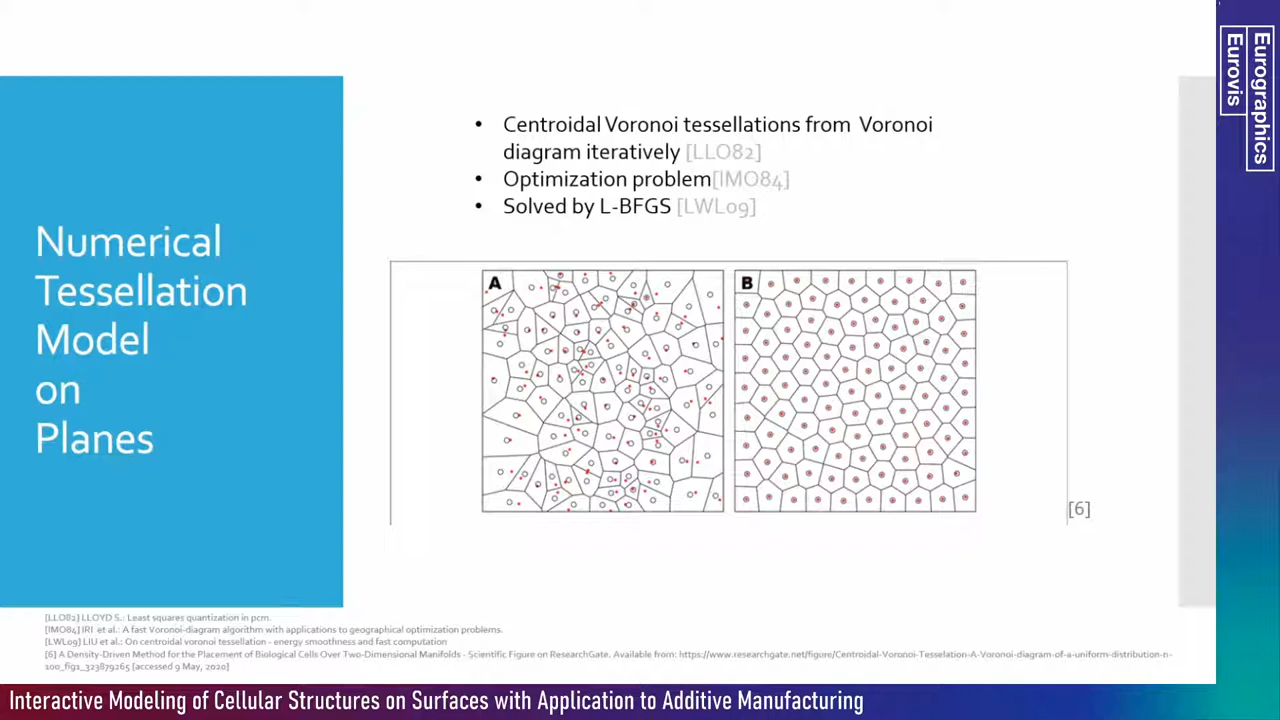 Numerical
Tessellation
Model
on
Planes
• Centroidal Voronoi tessellations from Voronoi
diagram iteratively [LLO82]
• Optimization problem[IMO84]
• Solved by L-BFGS [LWL09]
A
B
[6]
[LLO82] LLOYD S.: Least squares quantization in pcm.
[IMO84] IRI et al.: A fast Voronoi-diagram algorithm with applications to geographical optimization problems.
[LWL09] LIU et al.: On centroidal voronoi tessellation - energy smoothness and fast computation
[6] A Density-Driven Method for the Placement of Biological Cells Over Two-Dimensional Manifolds - Scientific Figure on ResearchGate. Available from: https://www.researchgate.net/figure/Centroidal-Voronoi-Tesselation-A-Voronoi-diagram-of-a-uniform-distribution-n-
100_fig1_323879265 [accessed 9 May, 2020]
Eurographics
Eurovis
Interactive Modeling of Cellular Structures on Surfaces with Application to Additive Manufacturing